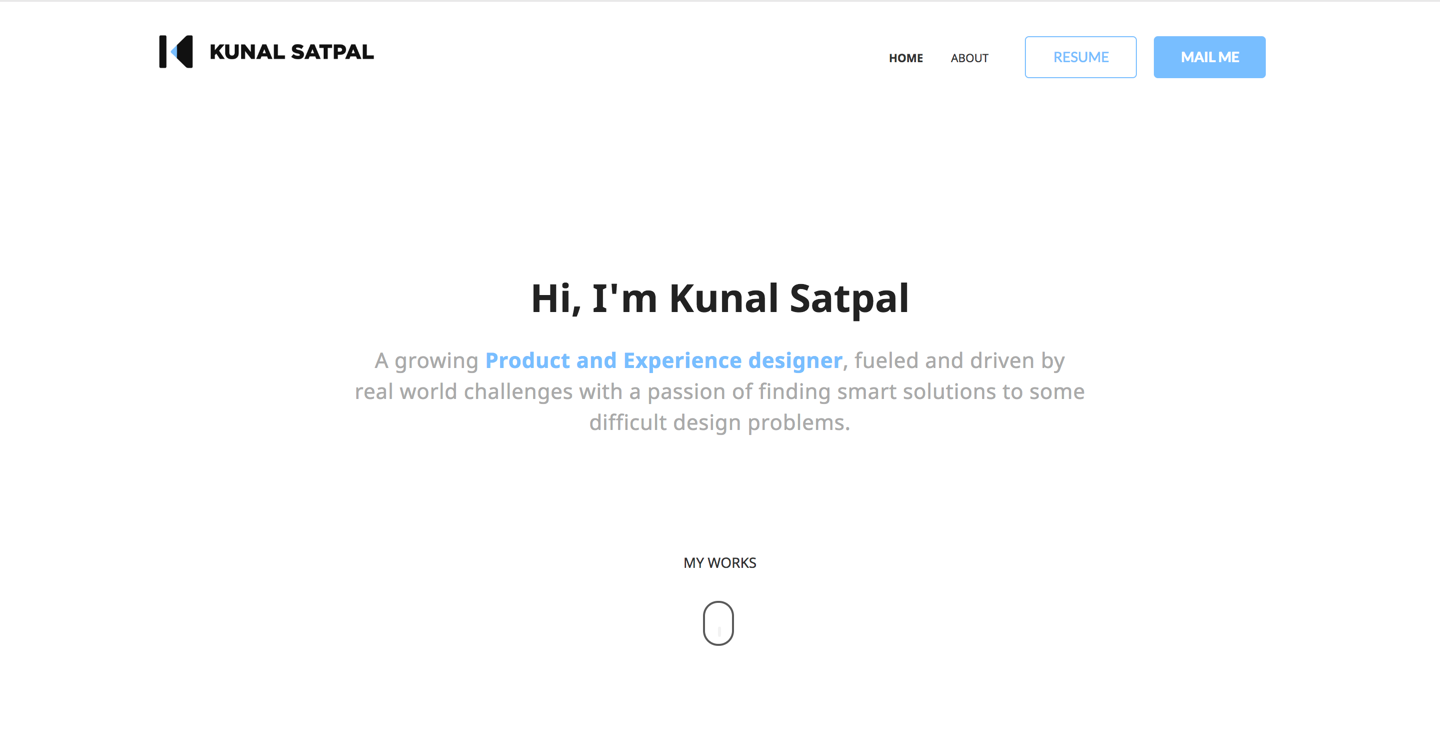 KUNAL SATPAL
HOME
ABOUT
RESUME
MAIL ME
Hi, I'm Kunal Satpal
A growing Product and Experience designer, fueled and driven by
real world challenges with a passion of finding smart solutions to some
difficult design problems.
MY WORKS